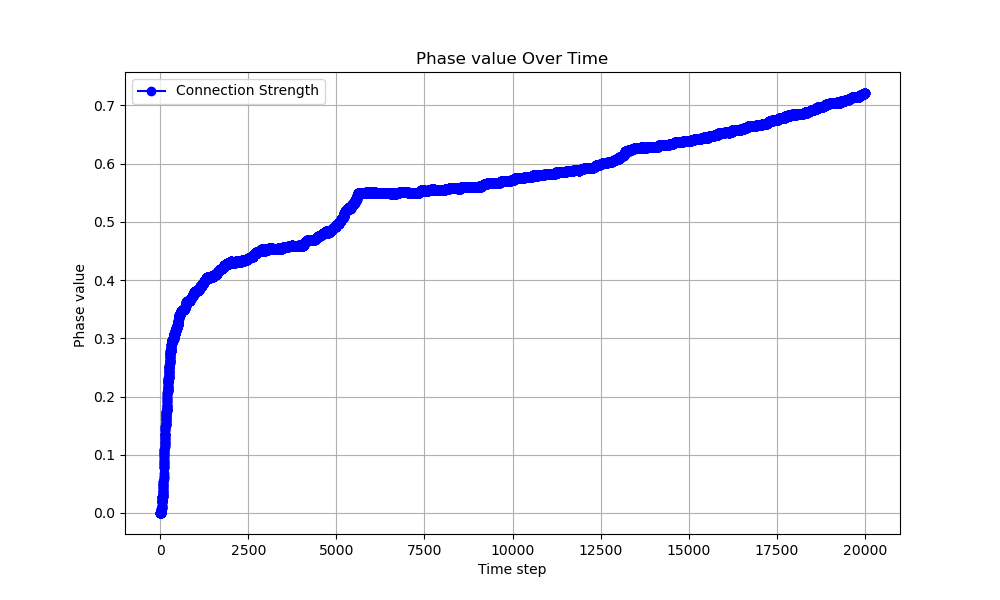 Phase value Over Time
Connection Strength
Phase value
0.7
0.6
0.5
0.4
0.3
0.2
0.1
0.0
0 2500 5000 7500 10000 12500 15000 17500 20000
Time step